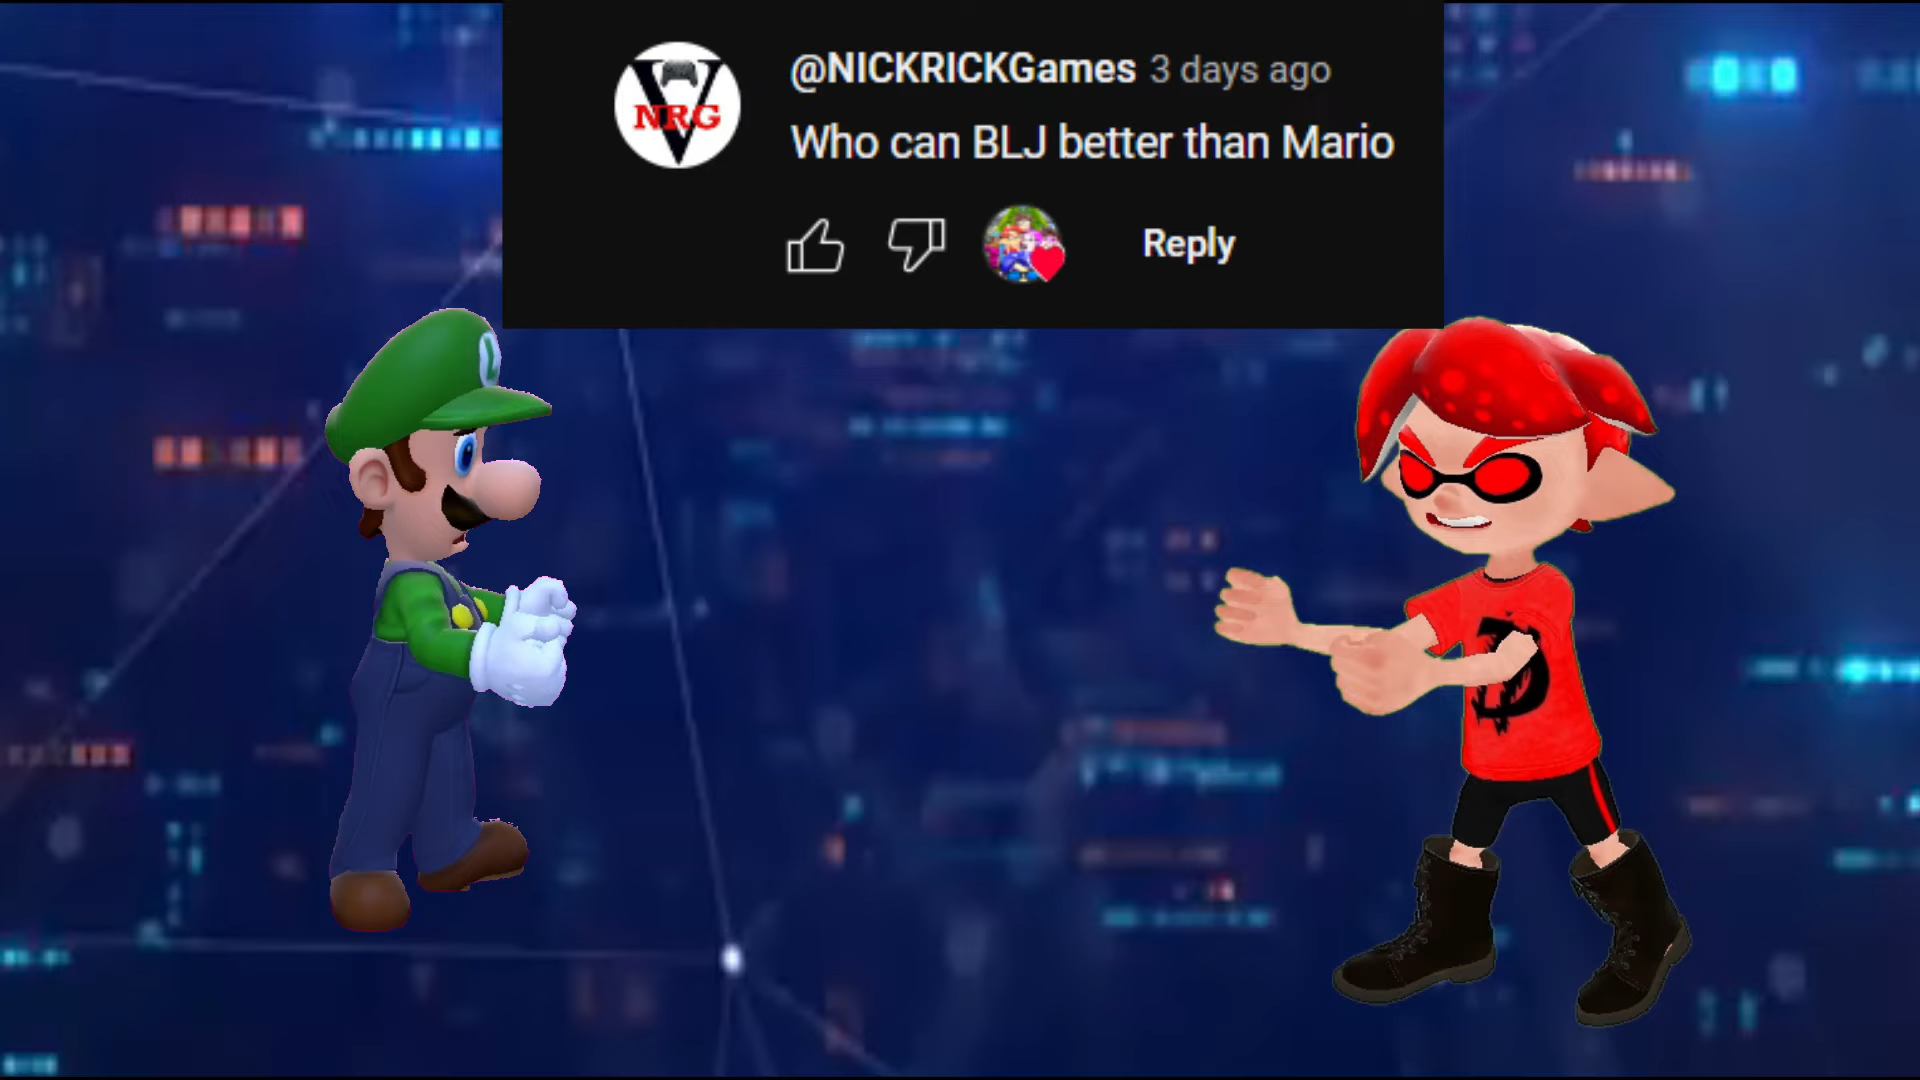 @NICKRICKGames 3 days ago
NRG
Who can BLJ better than Mario
Reply
L